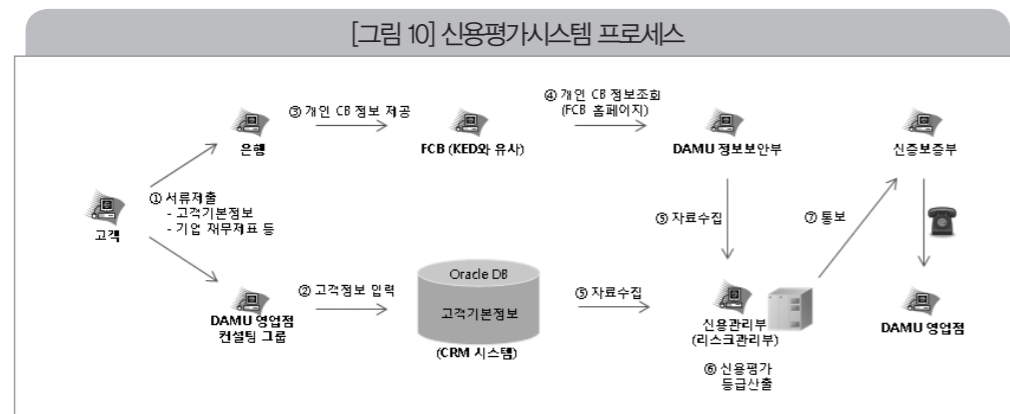 [그림 10] 신용평가시스템 프로세스
③ 개인 CB 정보 제공
④ 개인 CB 정보조회
(FCB 홈페이지)
은행
FCB (KED와 유사)
DAMU 정보보안부
신증보증부
① 서류제출
- 고객기본정보
- 기업 재무제표 등
고객
⑤ 자료수집
⑦ 통보
Oracle DB
② 고객정보 입력
고객기본정보
⑤ 자료수집
DAMU 영업점
컨설팅 그룹
(CRM 시스템)
신용관리부
(리스크관리부)
DAMU 영업점
⑥ 신용평가
등급산출